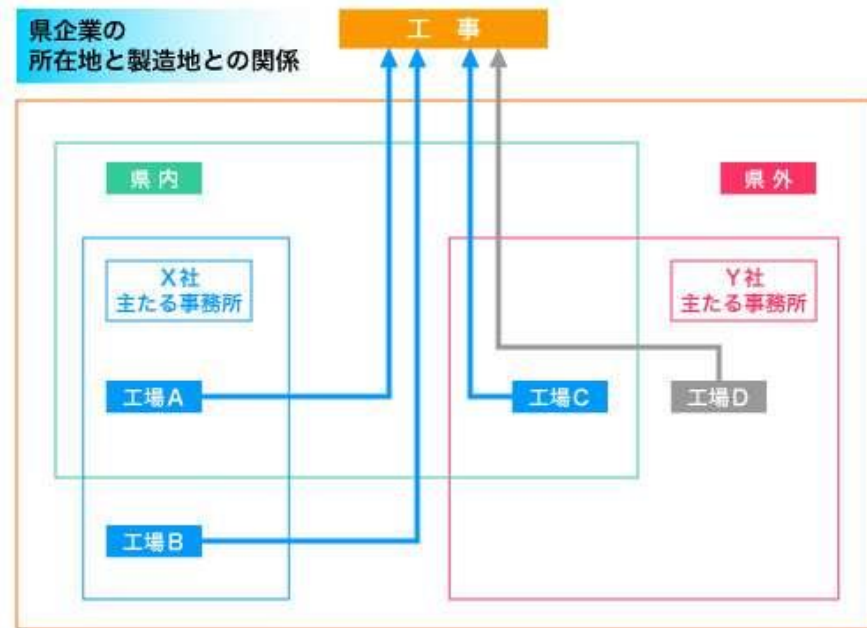 県企業の
所在地と製造地との関係
工 事
県 内
県 外
X社
主たる事務所
Y社
主たる事務所
工場A
工場C
工場D
工場B